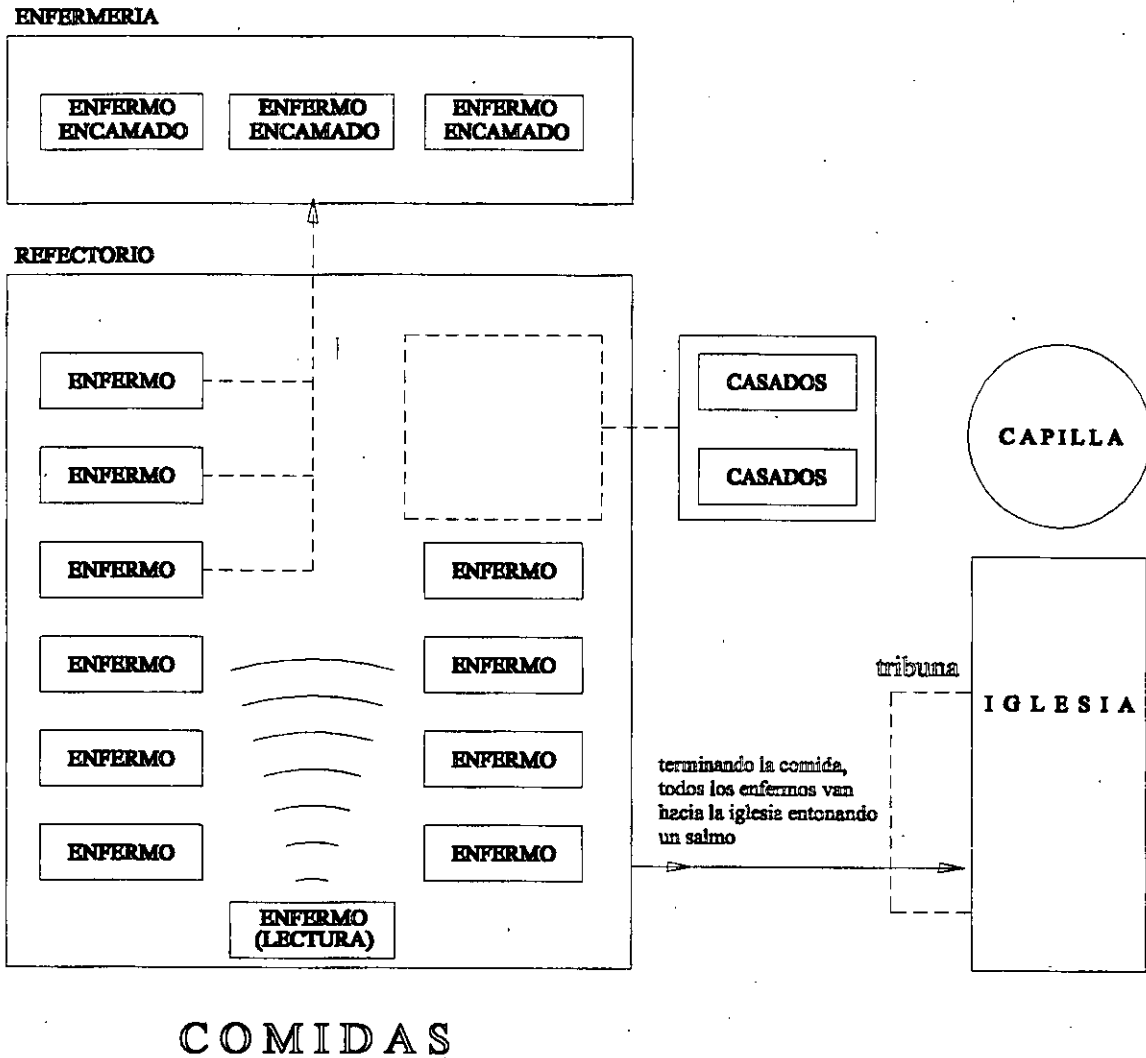 ENFERMERIA
ENFERMO
ENCAMADO
ENFERMO
ENCAMADO
ENFERMO
ENCAMADO
REFECTORIO
ENFERMO
ENFERMO
ENFERMO
ENFERMO
ENFERMO
ENFERMO
ENFERMO
ENFERMO
ENFERMO
ENFERMO
ENFERMO
(LECTURA)
CASADOS
CASADOS
CAPILLA
tribuna
IGLESIA
terminando la comida,
todos los enfermos van
hacia la iglesia entonando
un salmo
COMIDAS